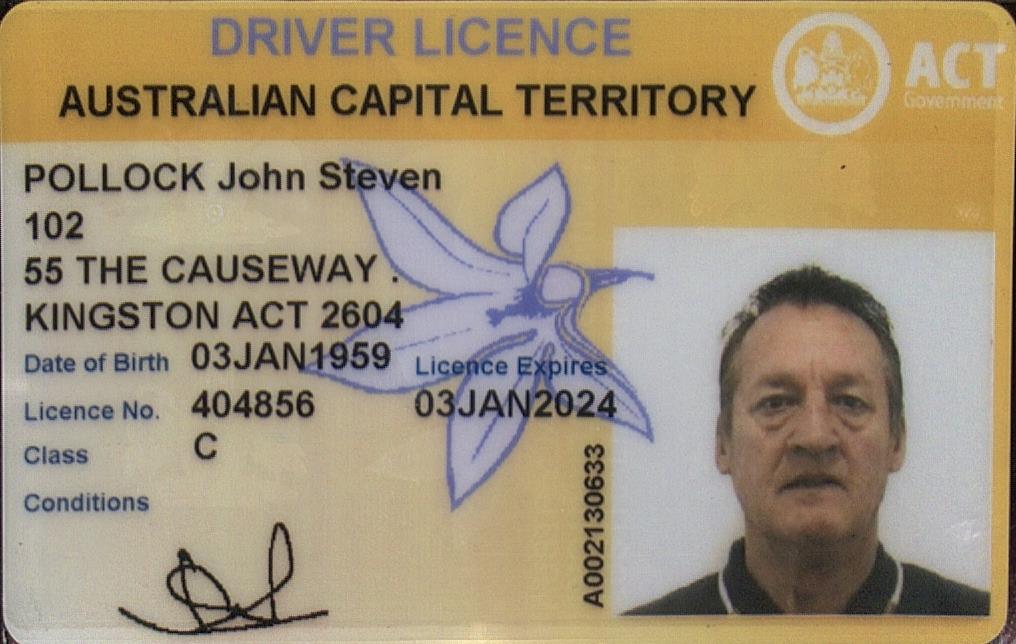 DRIVER LICENCE
AUSTRALIAN CAPITAL TERRITORY
ACT
Government
POLLOCK John Steven
102
55 THE CAUSEWAY .
KINGSTON ACT 2604
Date of Birth 03JAN1959
Licence Expires
Licence No. 404856
03JAN2024
Class C
Conditions
A002130633